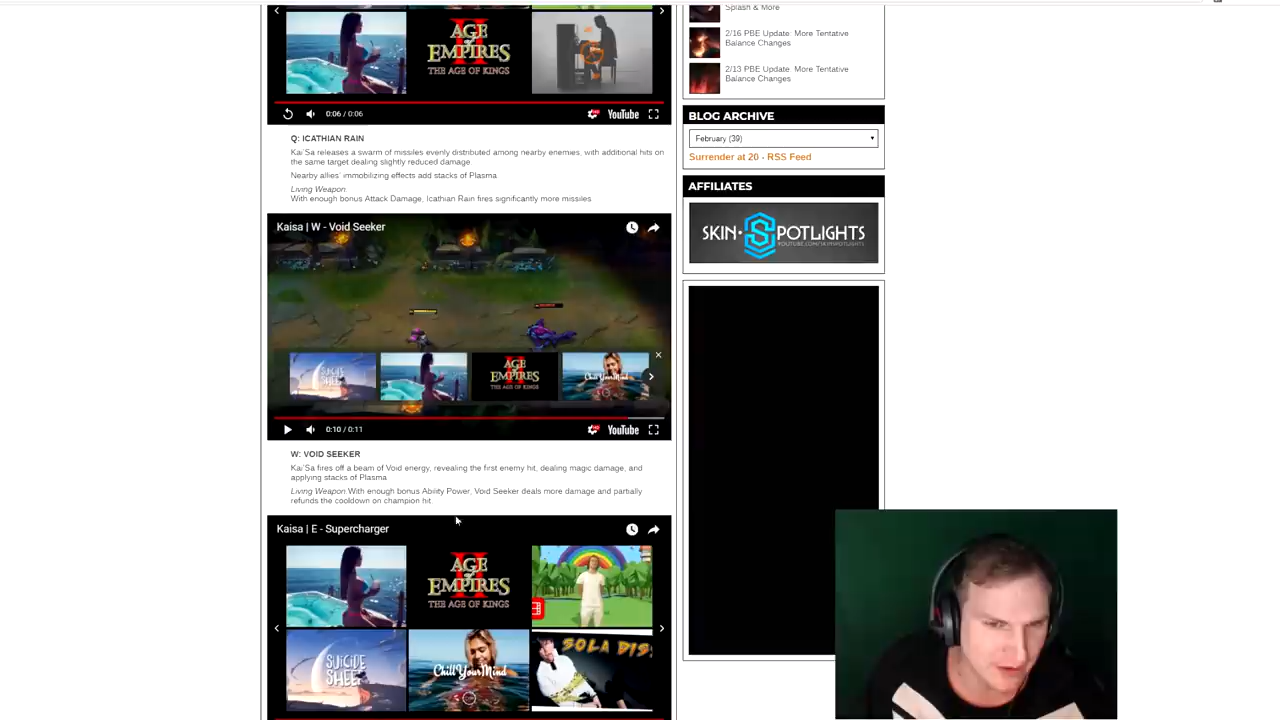 Splash & More
2/16 PBE Update: More Tentative
Balance Changes
2/13 PBE Update: More Tentative
Balance Changes
BLOG ARCHIVE
February (39)
Surrender at 20 - RSS Feed
AFFILIATES
SKIN SPOTLIGHTS
YOUTUBE.COM/SKINSPOTLIGHTS
AGE
of
EMPIRES
II
THE AGE OF KINGS
0:06 / 0:06
YouTube
Q: ICATHIAN RAIN
Kai'Sa releases a swarm of missiles evenly distributed among nearby enemies, with additional hits on
the same target dealing slightly reduced damage.
Nearby allies' immobilizing effects add stacks of Plasma
Living Weapon:
With enough bonus Attack Damage, Icathian Rain fires significantly more missiles
Kaisa | W - Void Seeker
SUICIDE
SHEE
AGE
of
EMPIRES
II
THE AGE OF KINGS
Chill Your Mind
0:10 / 0:11
YouTube
W: VOID SEEKER
Kai'Sa fires off a beam of Void energy, revealing the first enemy hit, dealing magic damage, and
applying stacks of Plasma
Living Weapon With enough bonus Ability Power, Void Seeker deals more damage and partially
refunds the cooldown on champion hit.
Kaisa | E - Supercharger
AGE
of
EMPIRES
II
THE AGE OF KINGS
SUICIDE
SHEE
Chill Your Mind
SOLA DIS